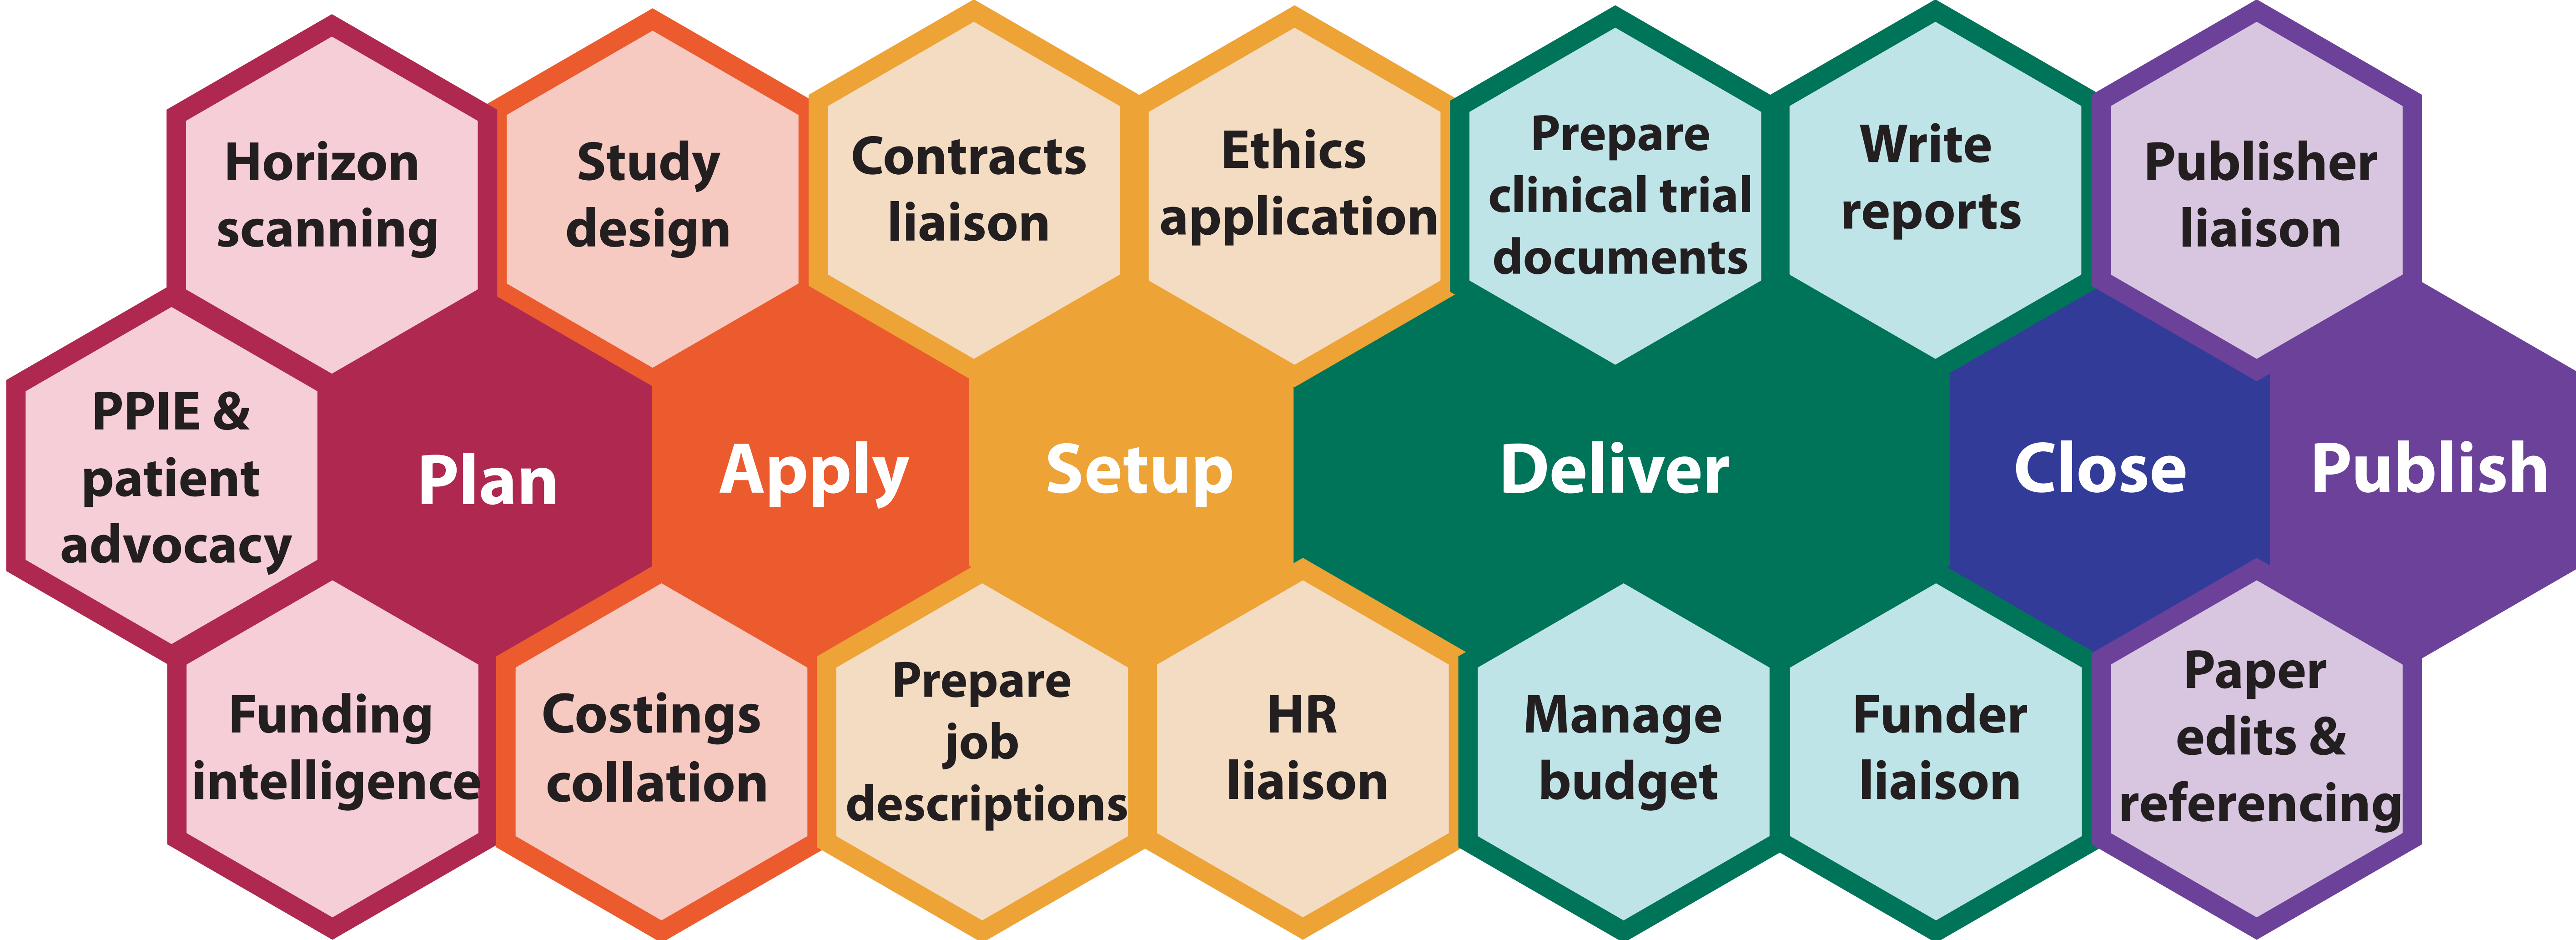 Horizon
scanning
Study
design
Contracts
liaison
Ethics
application
Prepare
clinical trial
documents
Write
reports
Publisher
liaison
PPIE &
patient
advocacy
Plan
Apply
Setup
Deliver
Close
Publish
Funding
intelligence
Costings
collation
Prepare
job
descriptions
HR
liaison
Manage
budget
Funder
liaison
Paper
edits &
referencing